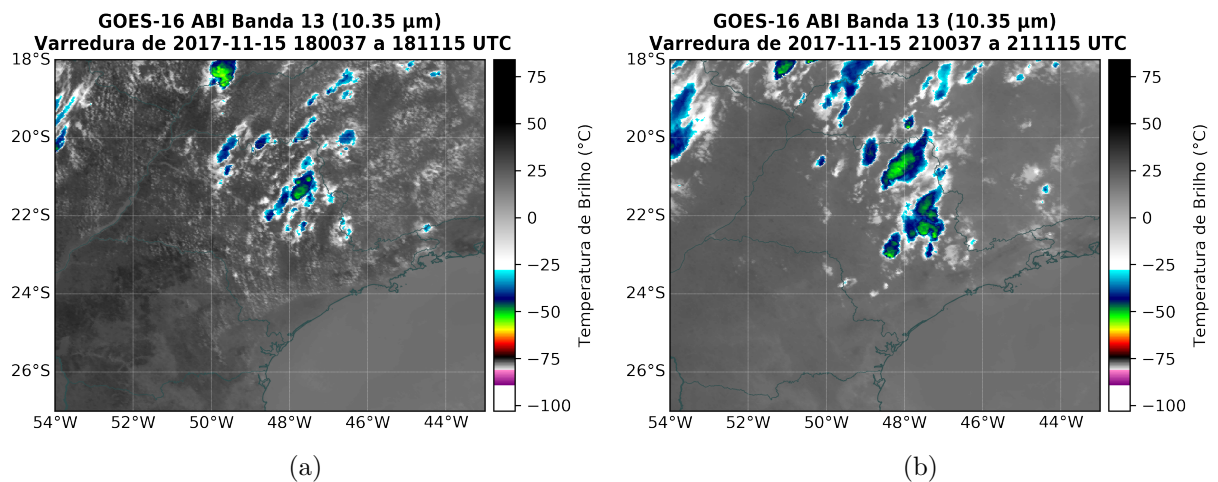 GOES-16 ABI Banda 13 (10.35 µm)
Varredura de 2017-11-15 180037 a 181115 UTC
18°S
20°S
22°S
24°S
26°S
54°W 52°W 50°W 48°W 46°W 44°W
75
50
25
0
−25
−50
−75
−100
Temperatura de Brilho (°C)
(a)
GOES-16 ABI Banda 13 (10.35 µm)
Varredura de 2017-11-15 210037 a 211115 UTC
18°S
20°S
22°S
24°S
26°S
54°W 52°W 50°W 48°W 46°W 44°W
75
50
25
0
−25
−50
−75
−100
Temperatura de Brilho (°C)
(b)